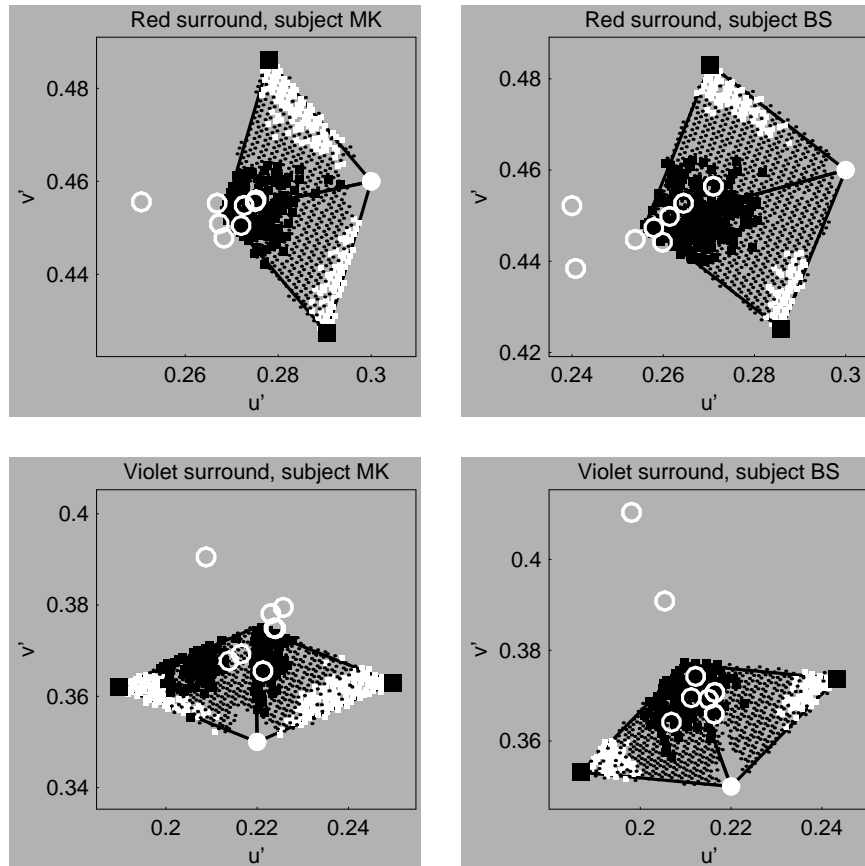 Red surround, subject MK
0.48
0.46
0.44
v'
0.26
0.28
0.3
u'
Red surround, subject BS
0.48
0.46
0.44
0.42
v'
0.24
0.26
0.28
0.3
u'
Violet surround, subject MK
0.4
0.38
0.36
0.34
v'
0.2
0.22
0.24
u'
Violet surround, subject BS
0.4
0.38
0.36
v'
0.2
0.22
0.24
u'